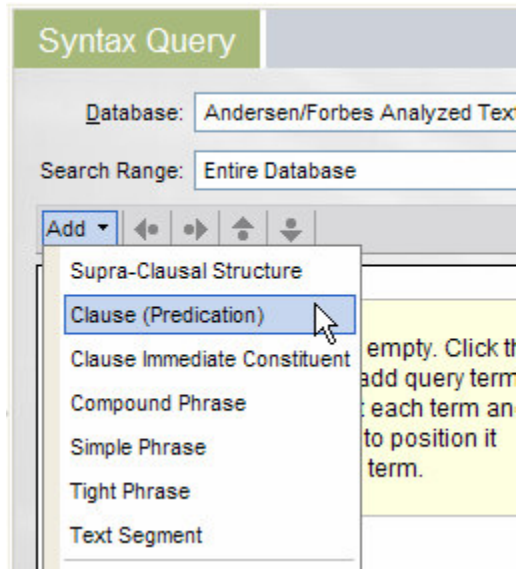 Syntax Query
Database: Andersen/Forbes Analyzed Text
Search Range: Entire Database
Add
Supra-Clausal Structure
Clause (Predication)
Clause Immediate Constituent
Compound Phrase
Simple Phrase
Tight Phrase
Text Segment
empty. Click th
add query term
each term an
to position it
term.